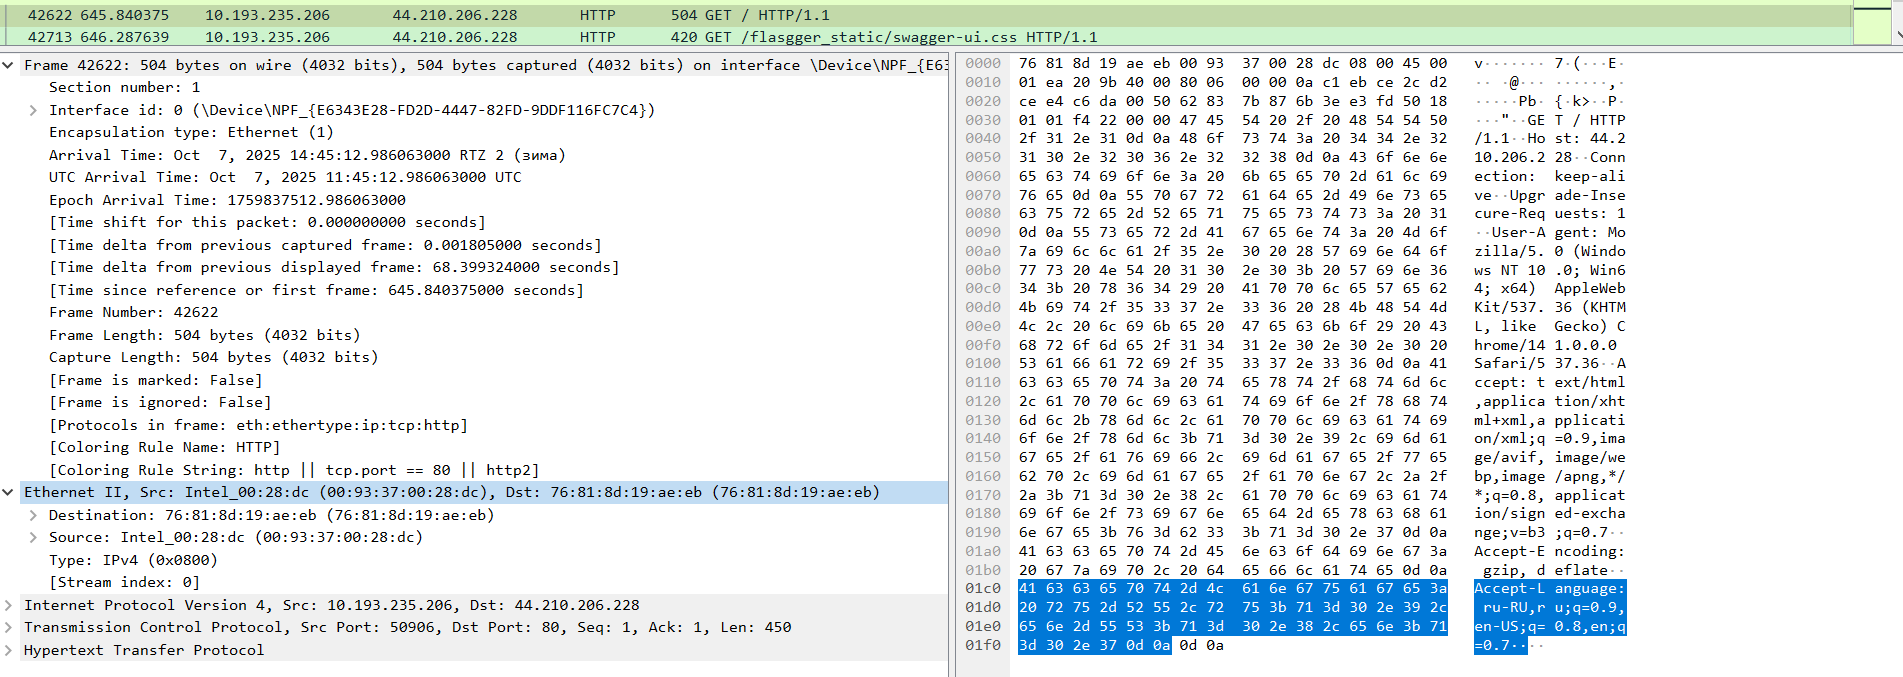 42622 645.840375 10.193.235.206 44.210.206.228 HTTP 504 GET / HTTP/1.1
42713 646.287639 10.193.235.206 44.210.206.228 HTTP 420 GET /flasgger_static/swagger-ui.css HTTP/1.1
Frame 42622: 504 bytes on wire (4032 bits), 504 bytes captured (4032 bits) on interface \Device\NPF_{E63
Section number: 1
Interface id: 0 (\Device\NPF_{E6343E28-FD2D-4447-82FD-9DDF116FC7C4})
Encapsulation type: Ethernet (1)
Arrival Time: Oct  7, 2025 14:45:12.986063000 RTZ 2 (зима)
UTC Arrival Time: Oct  7, 2025 11:45:12.986063000 UTC
Epoch Arrival Time: 1759837512.986063000
[Time shift for this packet: 0.000000000 seconds]
[Time delta from previous captured frame: 0.001805000 seconds]
[Time delta from previous displayed frame: 68.399324000 seconds]
[Time since reference or first frame: 645.840375000 seconds]
Frame Number: 42622
Frame Length: 504 bytes (4032 bits)
Capture Length: 504 bytes (4032 bits)
[Frame is marked: False]
[Frame is ignored: False]
[Protocols in frame: eth:ethertype:ip:tcp:http]
[Coloring Rule Name: HTTP]
[Coloring Rule String: http || tcp.port == 80 || http2]
Ethernet II, Src: Intel_00:28:dc (00:93:37:00:28:dc), Dst: 76:81:8d:19:ae:eb (76:81:8d:19:ae:eb)
Destination: 76:81:8d:19:ae:eb (76:81:8d:19:ae:eb)
Source: Intel_00:28:dc (00:93:37:00:28:dc)
Type: IPv4 (0x0800)
[Stream index: 0]
Internet Protocol Version 4, Src: 10.193.235.206, Dst: 44.210.206.228
Transmission Control Protocol, Src Port: 50906, Dst Port: 80, Seq: 1, Ack: 1, Len: 450
Hypertext Transfer Protocol
0000 76 81 8d 19 ae eb 00 93 37 00 28 dc 08 00 45 00 v······· 7·(···E·
0010 01 ea 20 9b 40 00 80 06 00 00 0a c1 eb ce 2c d2 ·· ·@··· ······,·
0020 ce e4 c6 da 00 50 62 83 7b 87 6b 3e e3 fd 50 18 ·····Pb· {·k>··P·
0030 01 01 f4 22 00 00 47 45 54 20 2f 20 48 54 54 50 ···"··GE T / HTTP
0040 2f 31 2e 31 0d 0a 48 6f 73 74 3a 20 34 34 2e 32 /1.1··Ho st: 44.2
0050 31 30 2e 32 30 36 2e 32 32 38 0d 0a 43 6f 6e 6e 10.206.2 28··Conn
0060 65 63 74 69 6f 6e 3a 20 6b 65 65 70 2d 61 6c 69 ection:  keep-ali
0070 76 65 0d 0a 55 70 67 72 61 64 65 2d 49 6e 73 65 ve··Upgr ade-Inse
0080 63 75 72 65 2d 52 65 71 75 65 73 74 73 3a 20 31 cure-Req uests: 1
0090 0d 0a 55 73 65 72 2d 41 67 65 6e 74 3a 20 4d 6f ··User-A gent: Mo
00a0 7a 69 6c 6c 61 2f 35 2e 30 20 28 57 69 6e 64 6f zilla/5. 0 (Windo
00b0 77 73 20 4e 54 20 31 30 2e 30 3b 20 57 69 6e 36 ws NT 10 .0; Win6
00c0 34 3b 20 78 36 34 29 20 41 70 70 6c 65 57 65 62 4; x64)  AppleWeb
00d0 4b 69 74 2f 35 33 37 2e 33 36 20 28 4b 48 54 4d Kit/537. 36 (KHTM
00e0 4c 2c 20 6c 69 6b 65 20 47 65 63 6b 6f 29 20 43 L, like  Gecko) C
00f0 68 72 6f 6d 65 2f 31 34 31 2e 30 2e 30 2e 30 20 hrome/14 1.0.0.0
0100 53 61 66 61 72 69 2f 35 33 37 2e 33 36 0d 0a 41 Safari/5 37.36··A
0110 63 63 65 70 74 3a 20 74 65 78 74 2f 68 74 6d 6c ccept: t ext/html
0120 2c 61 70 70 6c 69 63 61 74 69 6f 6e 2f 78 68 74 ,applica tion/xht
0130 6d 6c 2b 78 6d 6c 2c 61 70 70 6c 69 63 61 74 69 ml+xml,a pplicati
0140 6f 6e 2f 78 6d 6c 3b 71 3d 30 2e 39 2c 69 6d 61 on/xml;q =0.9,ima
0150 67 65 2f 61 76 69 66 2c 69 6d 61 67 65 2f 77 65 ge/avif, image/we
0160 62 70 2c 69 6d 61 67 65 2f 61 70 6e 67 2c 2a 2f bp,image /apng,*/
0170 2a 3b 71 3d 30 2e 38 2c 61 70 70 6c 69 63 61 74 *;q=0.8, applicat
0180 69 6f 6e 2f 73 69 67 6e 65 64 2d 65 78 63 68 61 ion/sign ed-excha
0190 6e 67 65 3b 76 3d 62 33 3b 71 3d 30 2e 37 0d 0a nge;v=b3 ;q=0.7··
01a0 41 63 63 65 70 74 2d 45 6e 63 6f 64 69 6e 67 3a Accept-E ncoding:
01b0 20 67 7a 69 70 2c 20 64 65 66 6c 61 74 65 0d 0a  gzip, d eflate··
01c0 41 63 63 65 70 74 2d 4c 61 6e 67 75 61 67 65 3a Accept-L anguage:
01d0 20 72 75 2d 52 55 2c 72 75 3b 71 3d 30 2e 39 2c  ru-RU,r u;q=0.9,
01e0 65 6e 2d 55 53 3b 71 3d 30 2e 38 2c 65 6e 3b 71 en-US;q= 0.8,en;q
01f0 3d 30 2e 37 0d 0a 0d 0a =0.7····